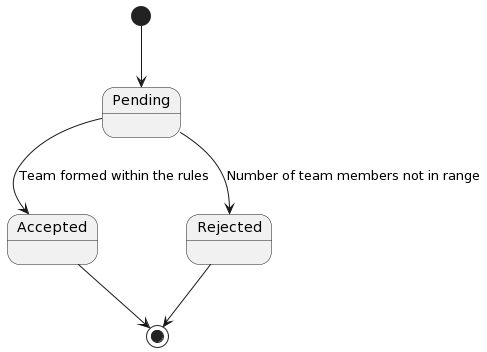 Pending
Team formed within the rules
Number of team members not in range
Accepted
Rejected